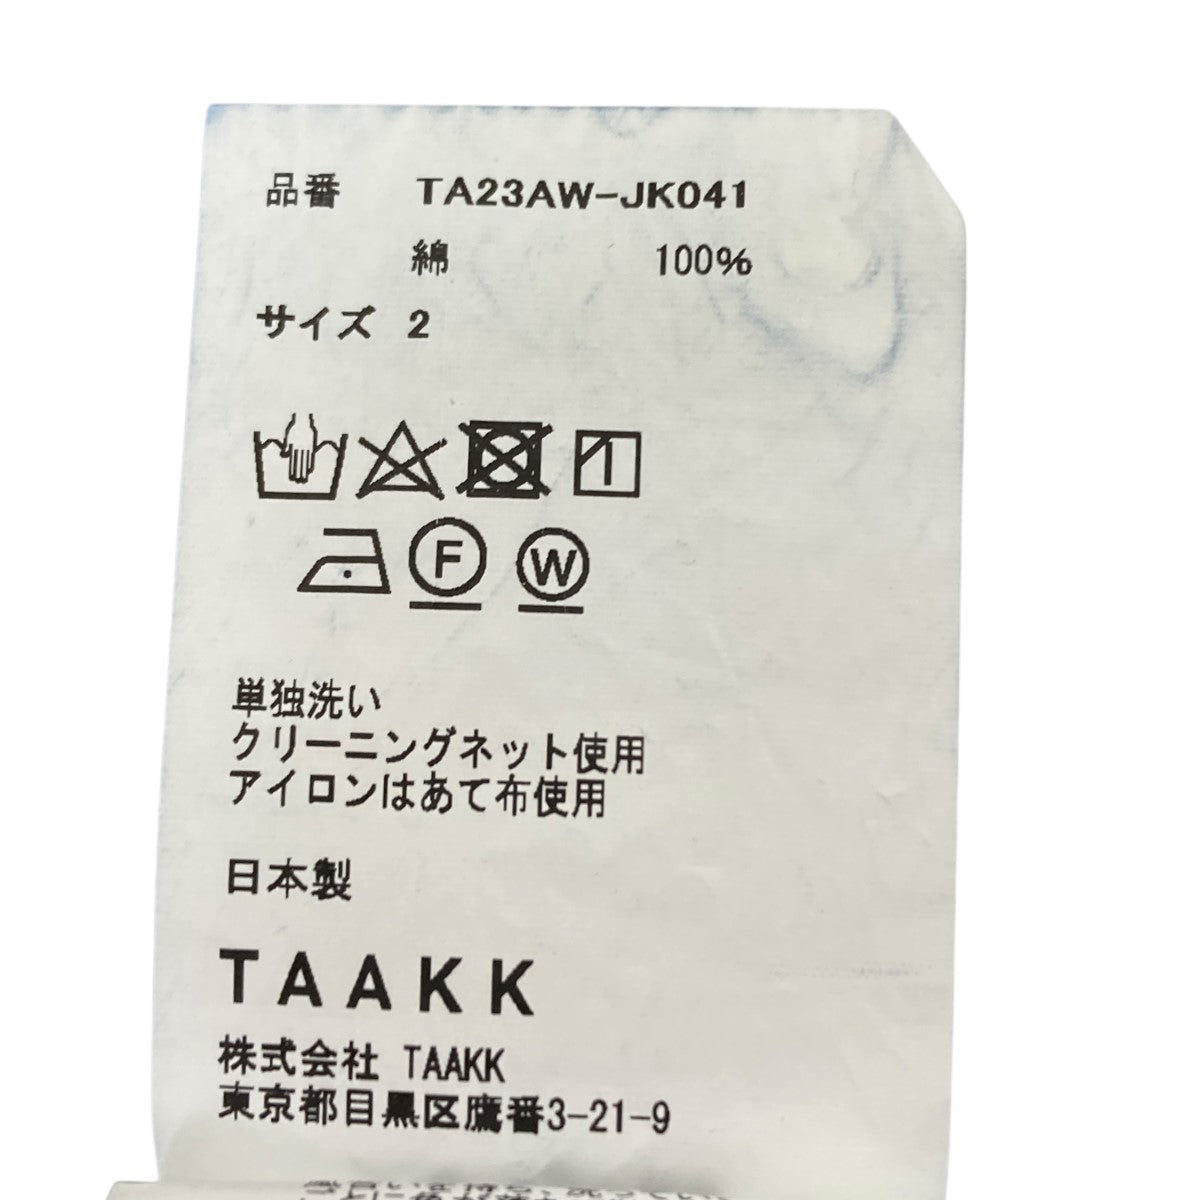 品番 TA23AW-JK041
綿 100%
サイズ 2
F W
単独洗い
クリーニングネット使用
アイロンはあて布使用
日本製
TAAKK
株式会社 TAAKK
東京都目黒区鷹番3-21-9